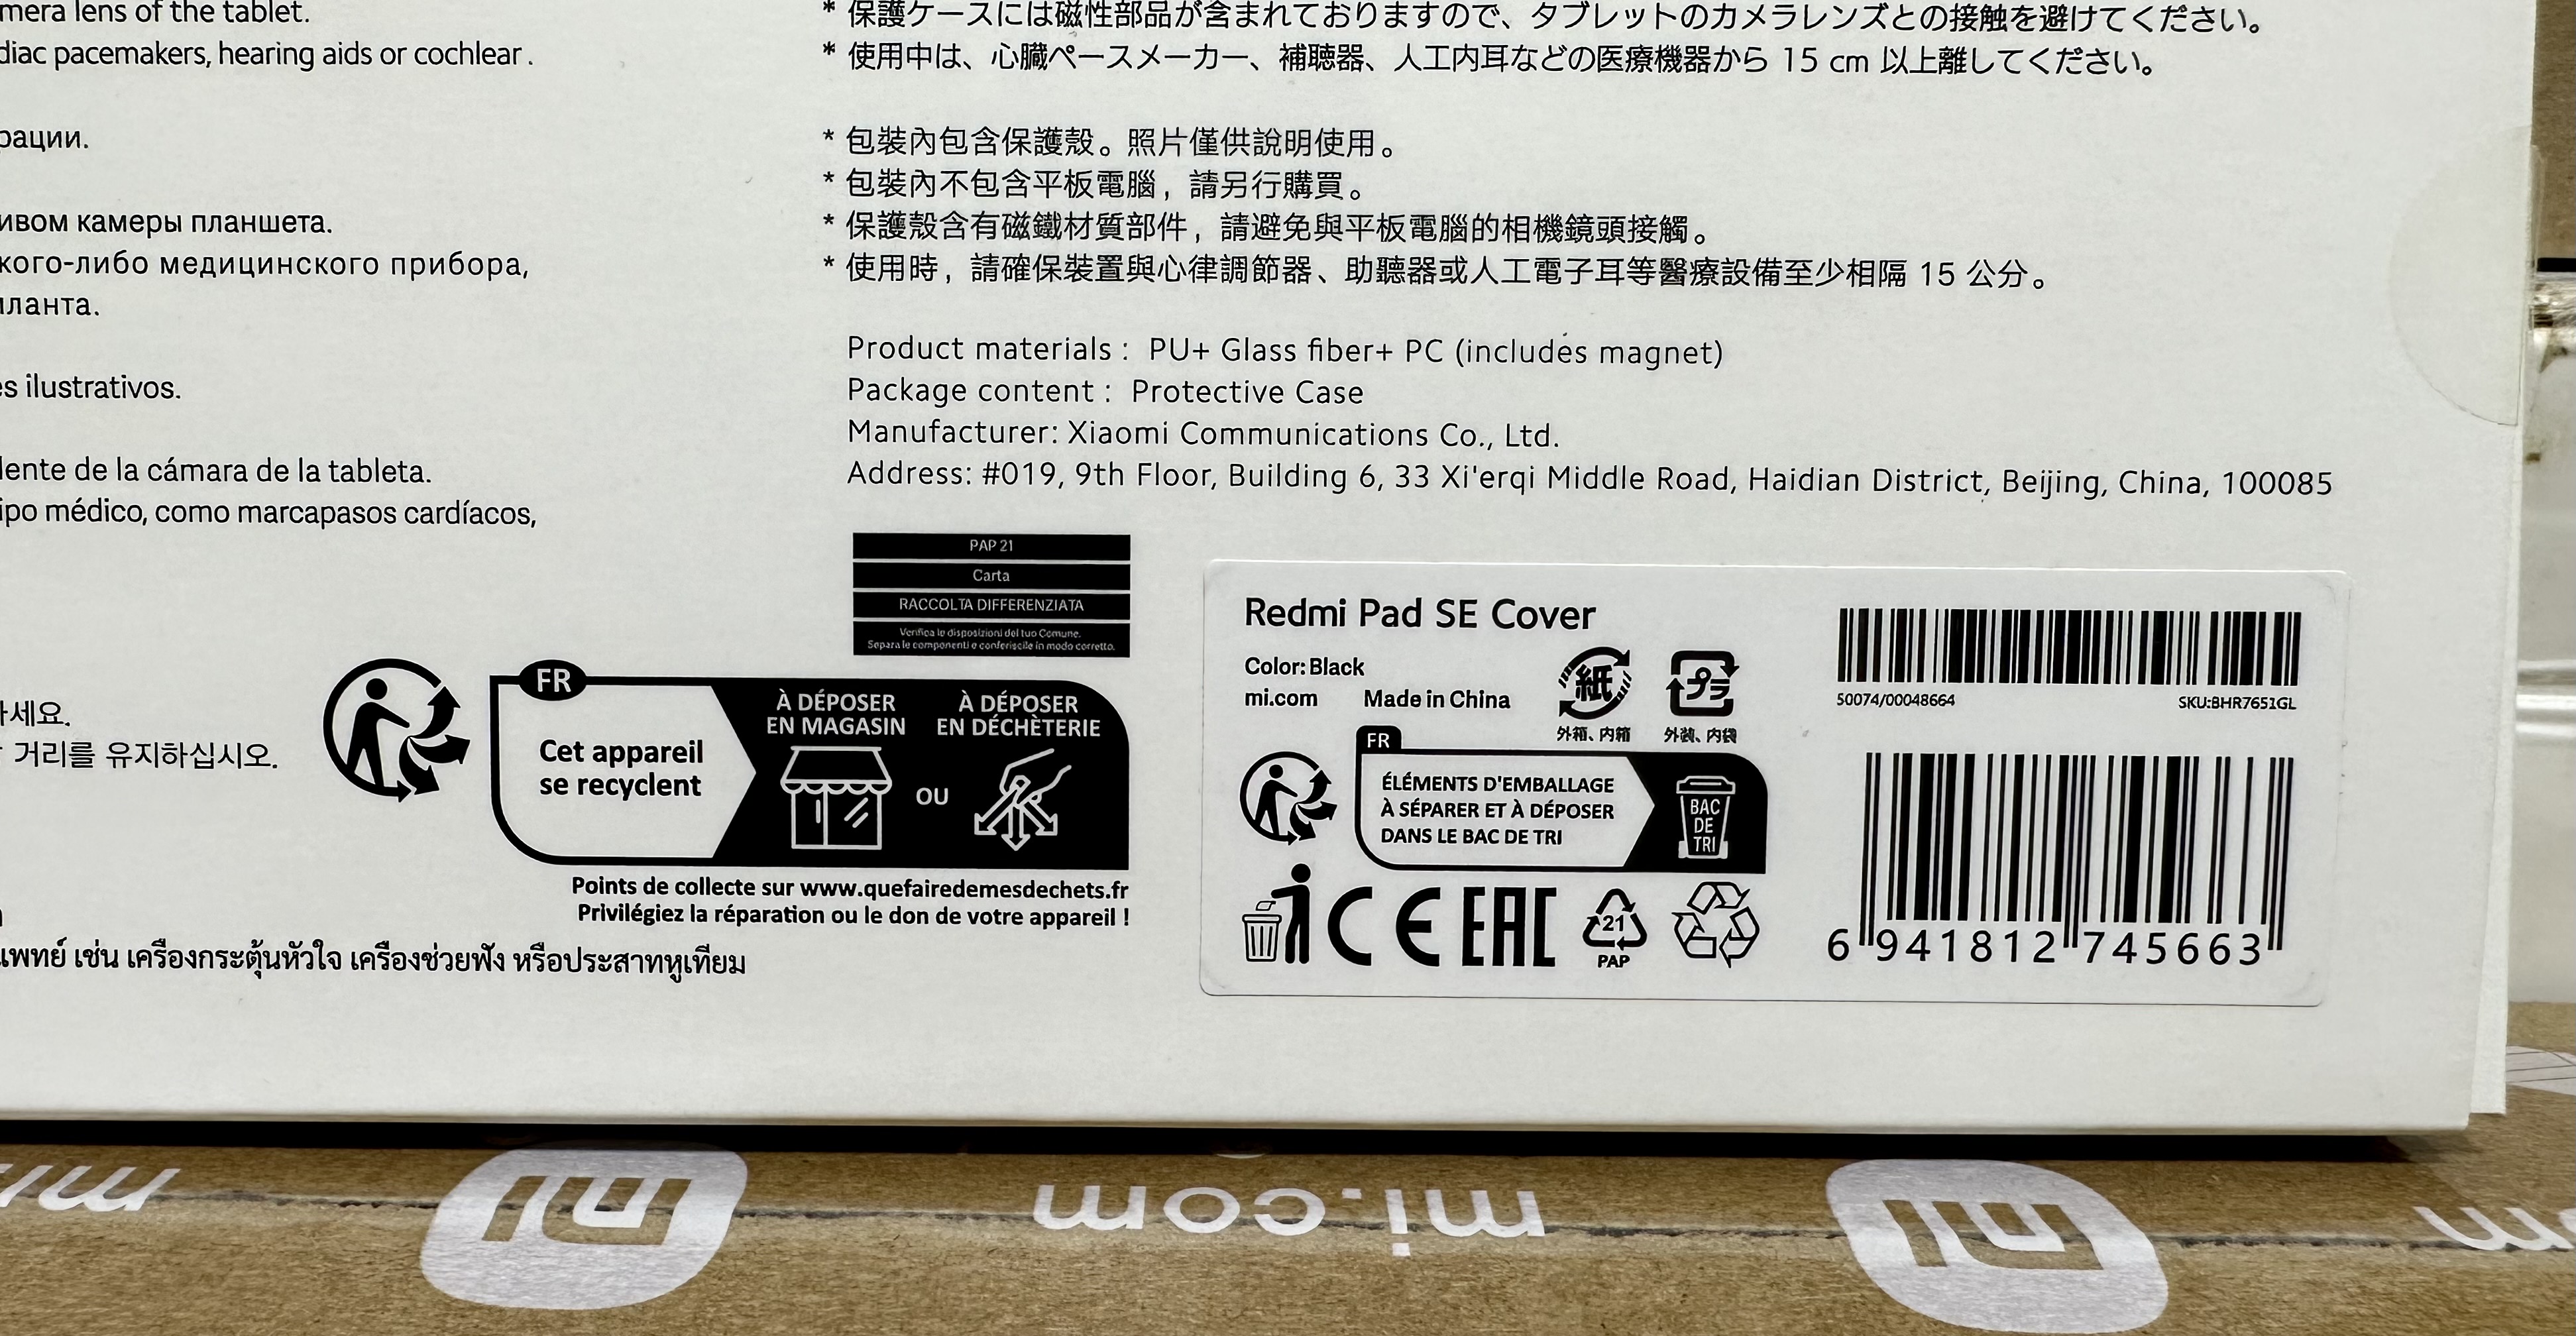 mera lens of the tablet.
diac pacemakers, hearing aids or cochlear .
рации.
ивом камеры планшета.
кого-либо медицинского прибора,
ланта.
es ilustrativos.
lente de la cámara de la tableta.
ipo médico, como marcapasos cardíacos,
세요.
거리를 유지하십시오.
แพทย์ เช่น เครื่องกระตุ้นหัวใจ เครื่องช่วยฟัง หรือประสาทหูเทียม
* 保護ケースには磁性部品が含まれておりますので、タブレットのカメラレンズとの接触を避けてください。
* 使用中は、心臓ペースメーカー、補聴器、人工内耳などの医療機器から 15 cm 以上離してください。
* 包裝內包含保護殼。照片僅供說明使用。
* 包裝內不包含平板電腦，請另行購買。
* 保護殼含有磁鐵材質部件，請避免與平板電腦的相機鏡頭接觸。
* 使用時，請確保裝置與心律調節器、助聽器或人工電子耳等醫療設備至少相隔 15 公分。
Product materials : PU+ Glass fiber+ PC (includes magnet)
Package content : Protective Case
Manufacturer: Xiaomi Communications Co., Ltd.
Address: #019, 9th Floor, Building 6, 33 Xi'erqi Middle Road, Haidian District, Beijing, China, 100085
PAP 21
Carta
RACCOLTA DIFFERENZIATA
Verifica le disposizioni del tuo Comune.
Separa le componenti e conferiscile in modo corretto.
FR
Cet appareil
se recyclent
À DÉPOSER
EN MAGASIN
OU
À DÉPOSER
EN DÉCHÈTERIE
Points de collecte sur www.quefairedemesdechets.fr
Privilégiez la réparation ou le don de votre appareil !
Redmi Pad SE Cover
Color: Black
mi.com Made in China
紙
外箱、内箱
プラ
外装、内袋
FR
ÉLÉMENTS D'EMBALLAGE
À SÉPARER ET À DÉPOSER
DANS LE BAC DE TRI
BAC
DE
TRI
CE EAC
21
PAP
50074/00048664 SKU:BHR7651GL
6 941812 745663
mi.com